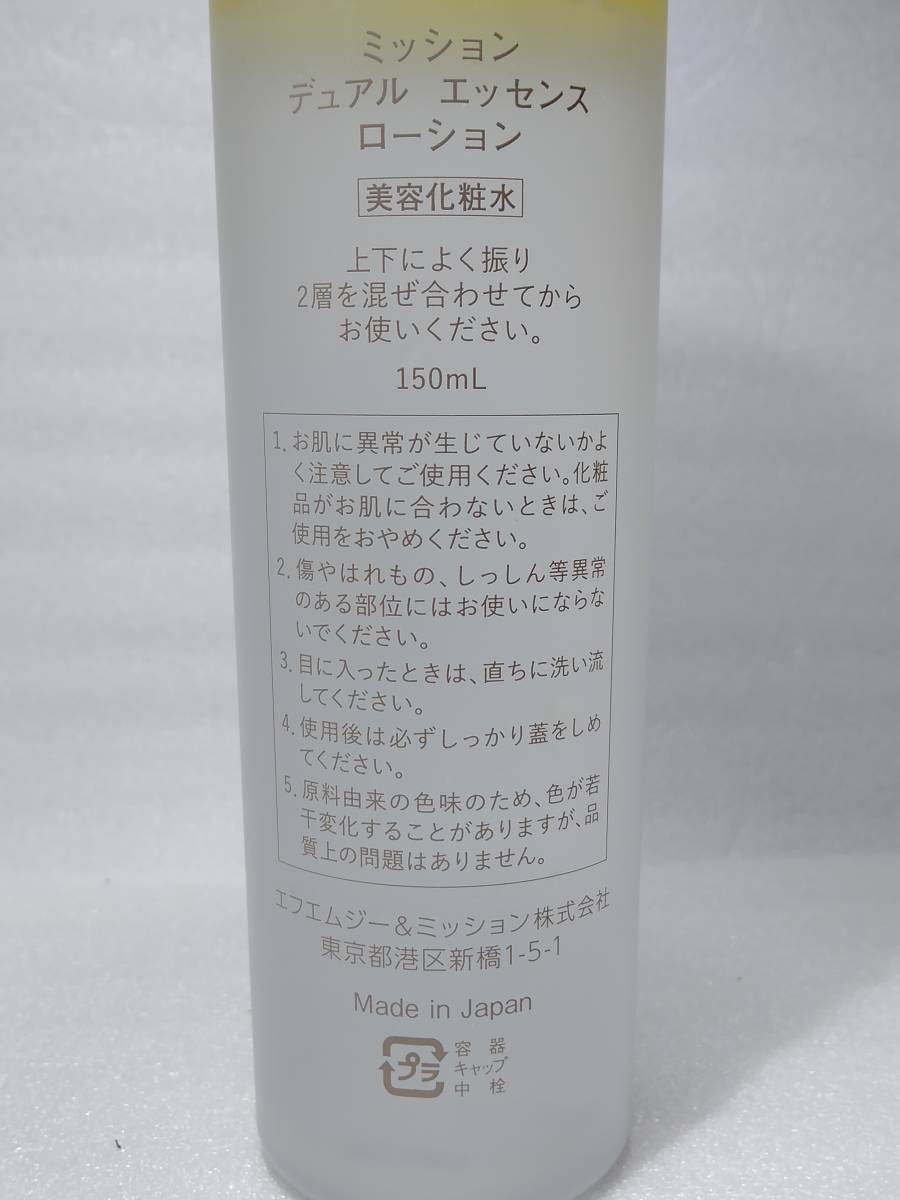 ミッション
デュアル エッセンス
ローション
美容化粧水
上下によく振り
2層を混ぜ合わせてから
お使いください。
150mL
1. お肌に異常が生じていないかよ
く注意してご使用ください。化粧
品がお肌に合わないときは、ご
使用をおやめください。
2. 傷やはれもの、しっしん等異常
のある部位にはお使いにならな
いでください。
3. 目に入ったときは、直ちに洗い流
してください。
4. 使用後は必ずしっかり蓋をしめ
てください。
5. 原料由来の色味のため、色が若
干変化することがありますが、品
質上の問題はありません。
エフエムジー＆ミッション株式会社
東京都港区新橋1-5-1
Made in Japan
プラ
容器
キャップ
中栓